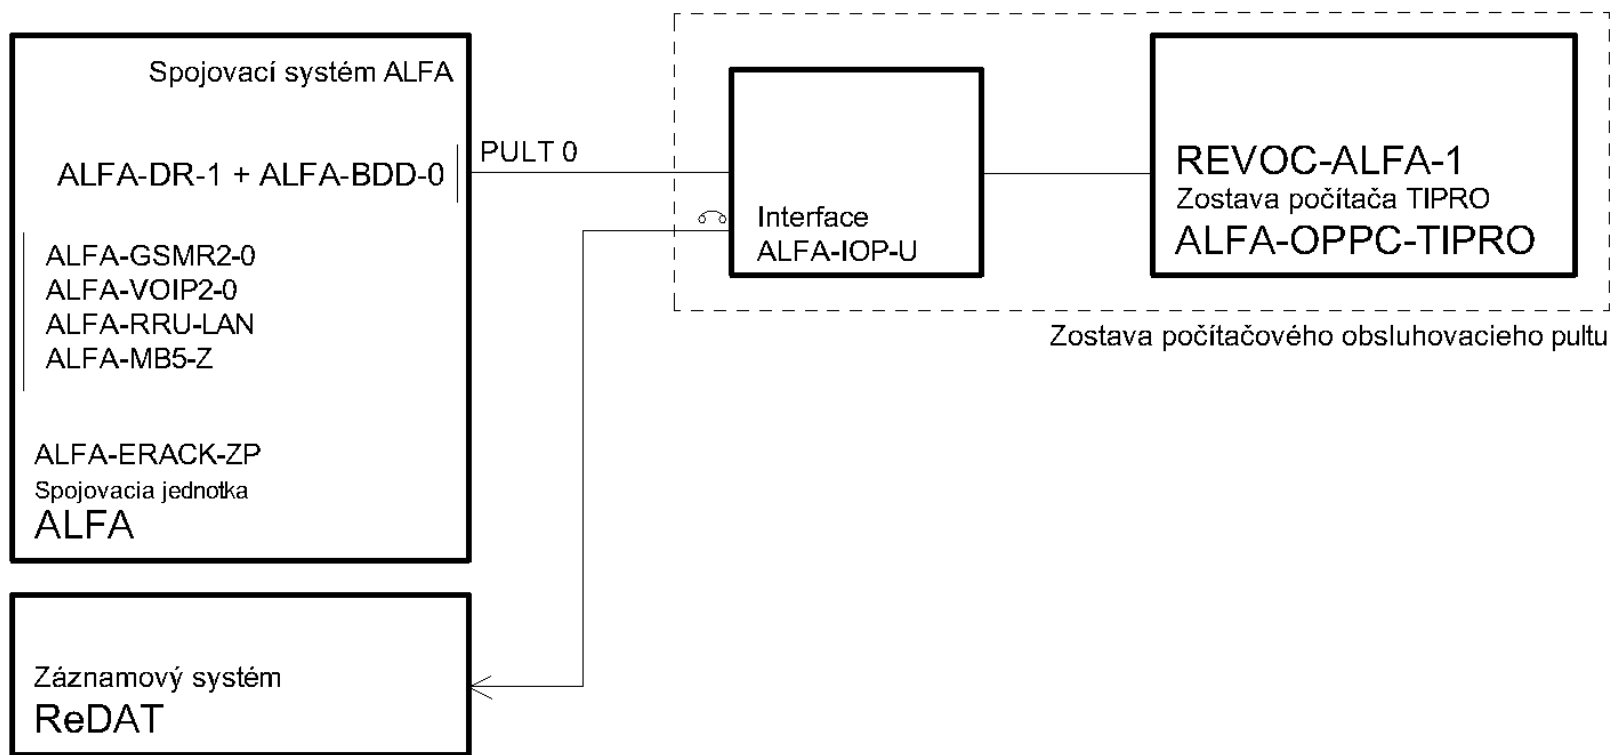 Spojovací systém ALFA
ALFA-DR-1 + ALFA-BDD-0
PULT 0
ALFA-GSMR2-0
ALFA-VOIP2-0
ALFA-RRU-LAN
ALFA-MB5-Z
ALFA-ERACK-ZP
Spojovacia jednotka
ALFA
Interface
ALFA-IOP-U
REVOC-ALFA-1
Zostava počítača TIPRO
ALFA-OPPC-TIPRO
Zostava počítačového obsluhovacieho pultu
Záznamový systém
ReDAT